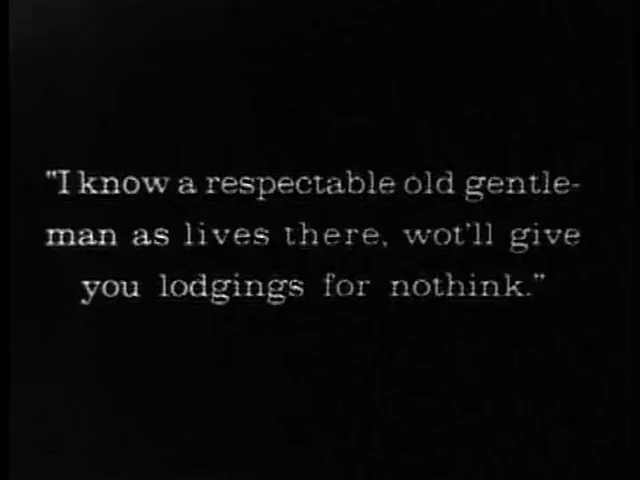 "I know a respectable old gentle-
man as lives there, wot'll give
you lodgings for nothink."